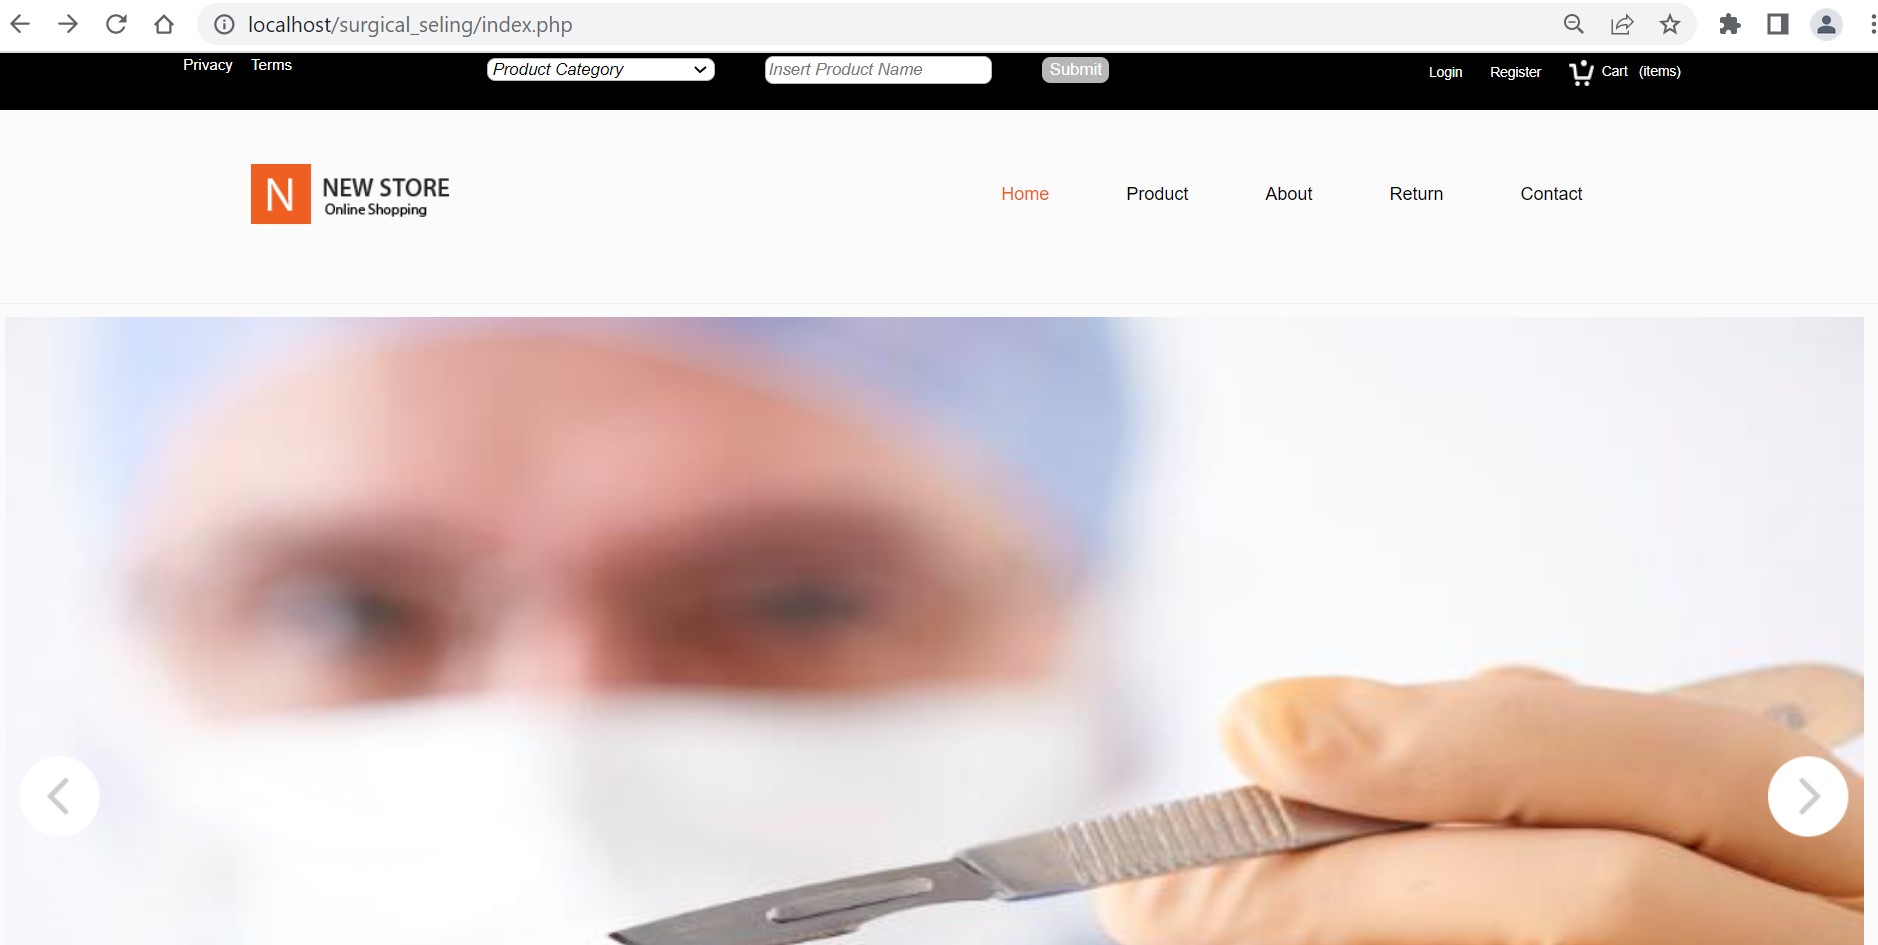 localhost/surgical_seling/index.php
Privacy Terms Product Category Insert Product Name Submit Login Register Cart (items)
N NEW STORE
Online Shopping
Home Product About Return Contact